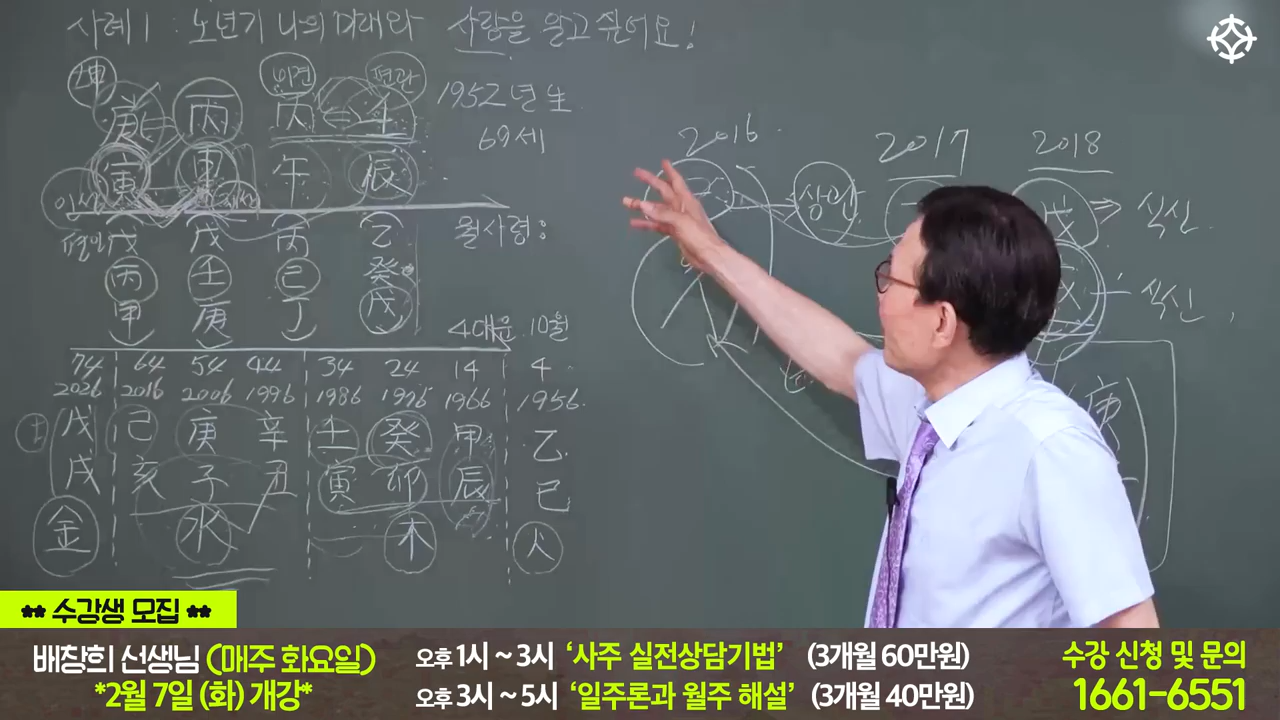 사례 1 : 노년기 나의 미래와 사랑을 알고 싶어요!
坤 비견 편관
庚 丙 丙 壬 1952년生
69세
寅 申 午 辰
편인 戊 戊 丙 乙 월사령:
丙 壬 己 癸
甲 庚 丁 戊
4대운 10월
74 64 54 44 34 24 14 4
2026 2016 2006 1996 1986 1976 1966 1956
土 戊 己 庚 辛 壬 癸 甲 乙
戌 亥 子 丑 寅 卯 辰 巳
金 水 木 火
2016 2017 2018
상관 戊 ⇒ 식신
戌 식신
庚
** 수강생 모집 **
배창희 선생님 (매주 화요일)
*2월 7일 (화) 개강*
오후 1시 ~ 3시 ‘사주 실전상담기법’ (3개월 60만원)
오후 3시 ~ 5시 ‘일주론과 월주 해설’ (3개월 40만원)
수강 신청 및 문의
1661-6551